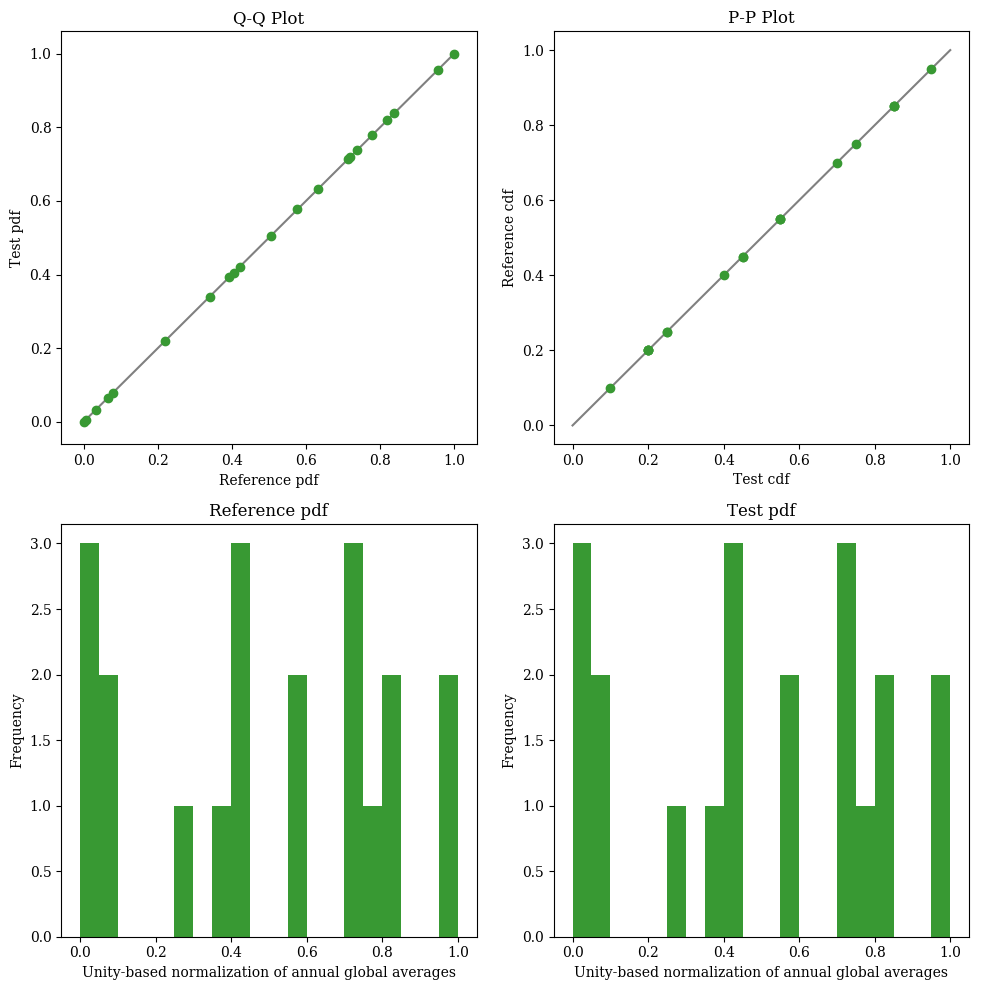 Q-Q Plot
1.0
0.8
0.6
0.4
0.2
0.0
Test pdf
0.0 0.2 0.4 0.6 0.8 1.0
Reference pdf
P-P Plot
1.0
0.8
0.6
0.4
0.2
0.0
Reference cdf
0.0 0.2 0.4 0.6 0.8 1.0
Test cdf
Reference pdf
3.0
2.5
2.0
1.5
1.0
0.5
0.0
Frequency
0.0 0.2 0.4 0.6 0.8 1.0
Unity-based normalization of annual global averages
Test pdf
3.0
2.5
2.0
1.5
1.0
0.5
0.0
Frequency
0.0 0.2 0.4 0.6 0.8 1.0
Unity-based normalization of annual global averages